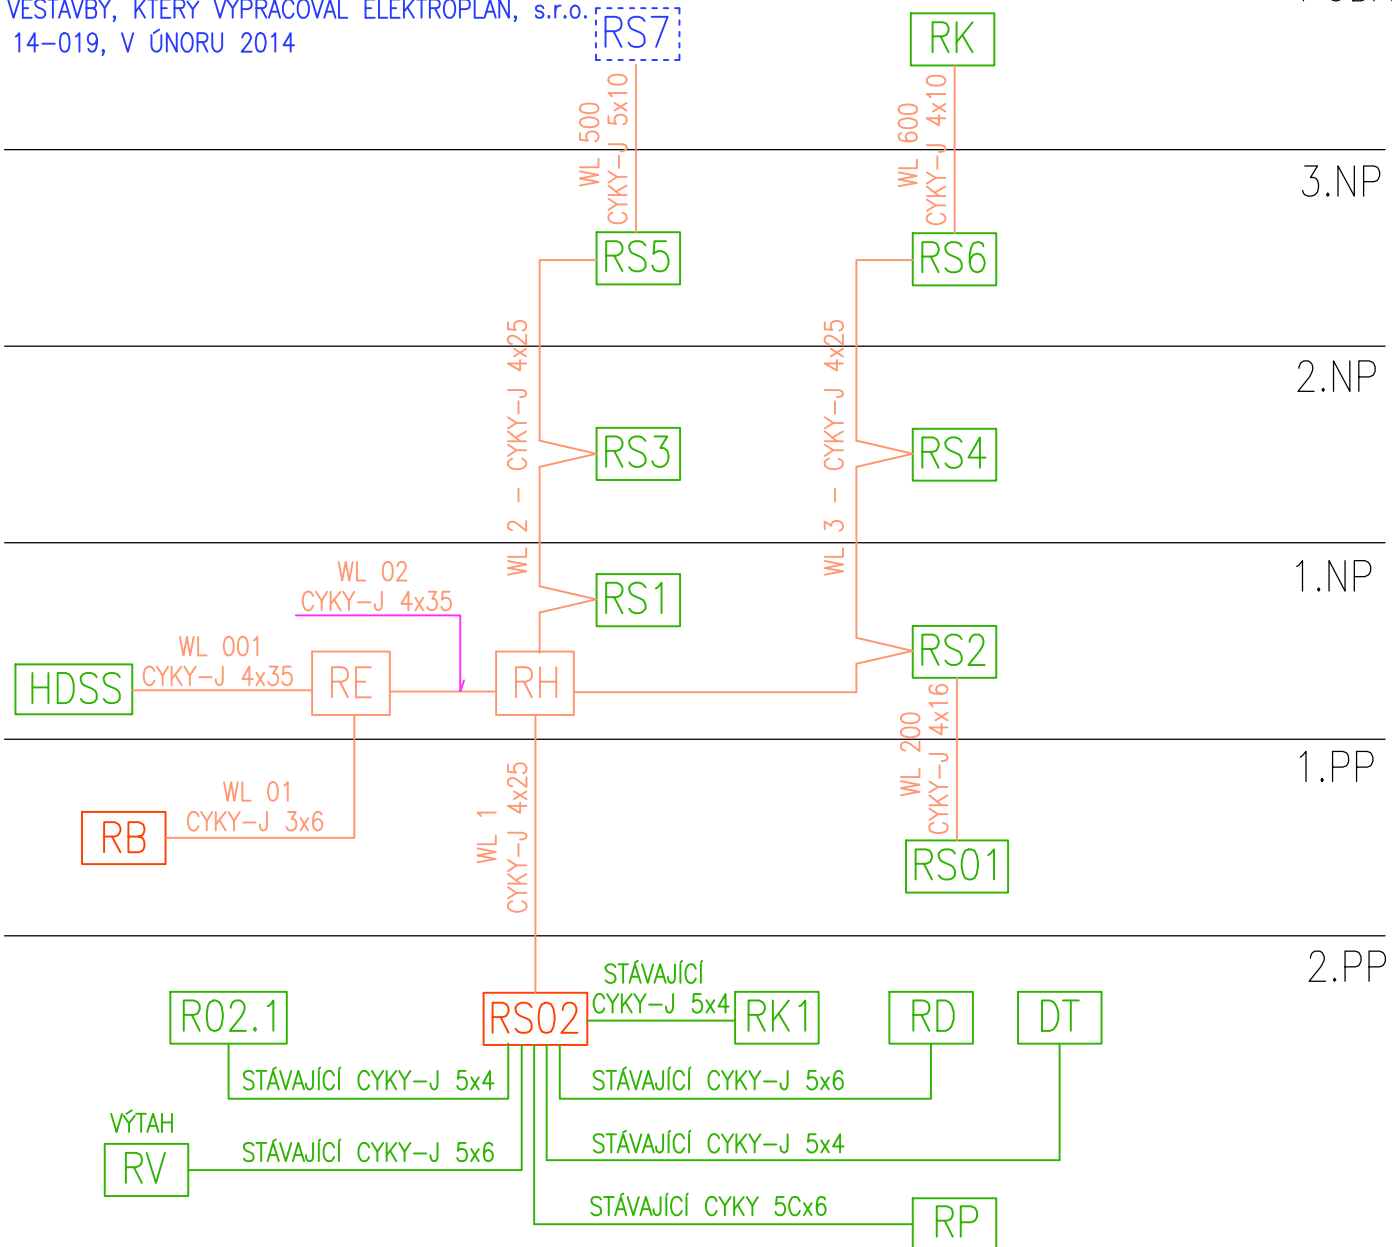 VESTAVBY, KTERÝ VYPRACOVAL ELEKTROPLAN, s.r.o.
14-019, V ÚNORU 2014
RS7
RK
WL 500
CYKY-J 5x10
WL 600
CYKY-J 4x10
3.NP
RS5
RS6
WL 2 - CYKY-J 4x25
WL 3 - CYKY-J 4x25
2.NP
RS3
RS4
1.NP
WL 02
CYKY-J 4x35
RS1
RS2
WL 001
CYKY-J 4x35
HDSS
RE
RH
WL 200
CYKY-J 4x16
1.PP
WL 01
CYKY-J 3x6
RB
WL 1
CYKY-J 4x25
RS01
2.PP
STÁVAJÍCÍ
CYKY-J 5x4
R02.1
RS02
RK1
RD
DT
STÁVAJÍCÍ CYKY-J 5x4
STÁVAJÍCÍ CYKY-J 5x6
VÝTAH
RV
STÁVAJÍCÍ CYKY-J 5x6
STÁVAJÍCÍ CYKY-J 5x4
STÁVAJÍCÍ CYKY 5Cx6
RP